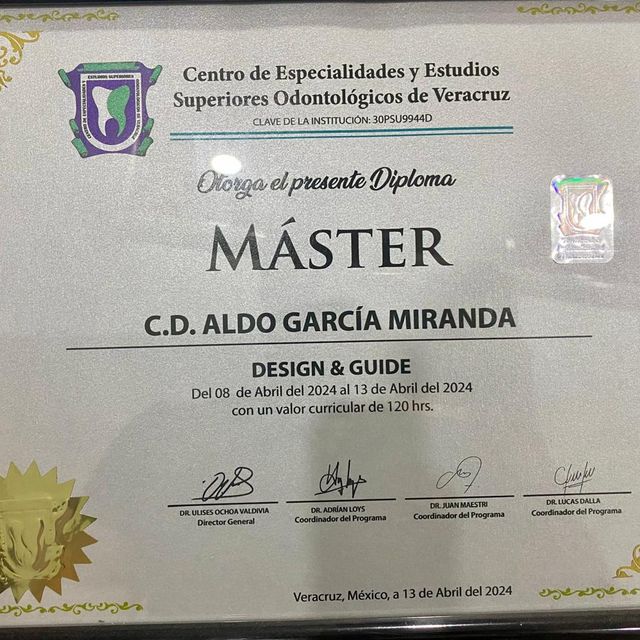 ESTUDIOS SUPERIORES
Centro de Especialidades y Estudios
Superiores Odontológicos de Veracruz
CLAVE DE LA INSTITUCIÓN: 30PSU9944D
Otorga el presente Diploma
MÁSTER
C.D. ALDO GARCÍA MIRANDA
DESIGN & GUIDE
Del 08 de Abril del 2024 al 13 de Abril del 2024
con un valor curricular de 120 hrs.
DR. ULISES OCHOA VALDIVIA
Director General
DR. ADRÍAN LOYS
Coordinador del Programa
DR. JUAN MAESTRI
Coordinador del Programa
DR. LUCAS DALLA
Coordinador del Programa
Veracruz, México, a 13 de Abril del 2024